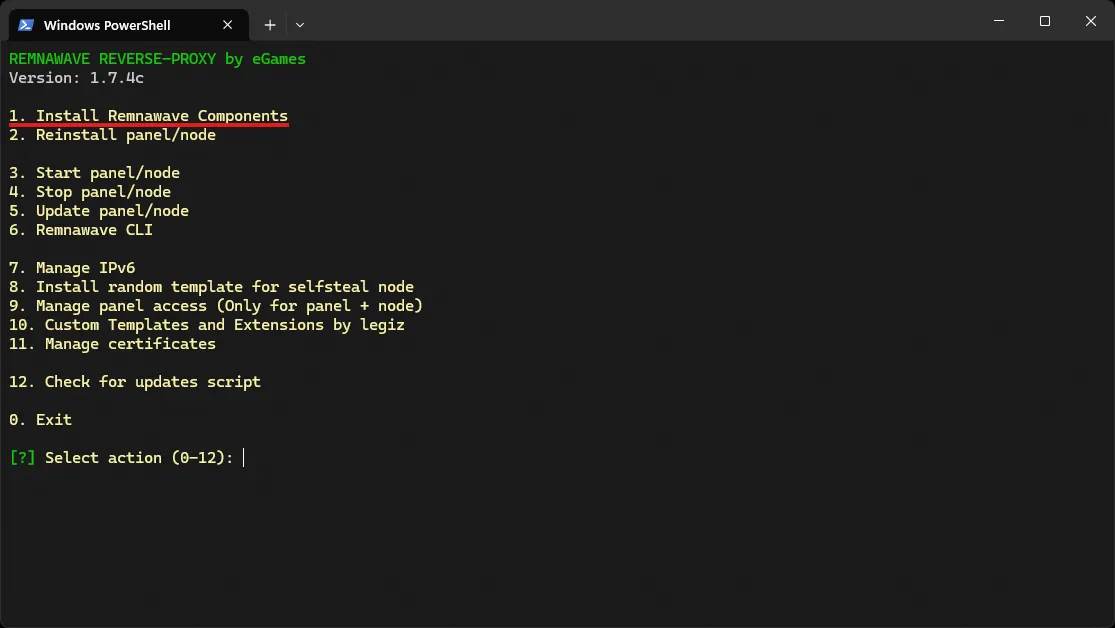 Windows PowerShell
REMNAWAVE REVERSE-PROXY by eGames
Version: 1.7.4c
1. Install Remnawave Components
2. Reinstall panel/node
3. Start panel/node
4. Stop panel/node
5. Update panel/node
6. Remnawave CLI
7. Manage IPv6
8. Install random template for selfsteal node
9. Manage panel access (Only for panel + node)
10. Custom Templates and Extensions by legiz
11. Manage certificates
12. Check for updates script
0. Exit
[?] Select action (0-12):